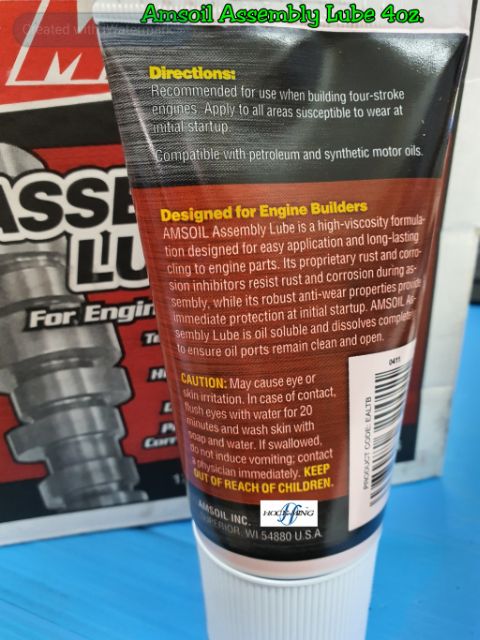 Amsoil Assembly Lube 4oz.
Created with
Directions:
Recommended for use when building four-stroke
engines. Apply to all areas susceptible to wear at
initial startup.
Compatible with petroleum and synthetic motor oils.
Designed for Engine Builders
AMSOIL Assembly Lube is a high-viscosity formula-
tion designed for easy application and long-lasting
cling to engine parts. Its proprietary rust and corro-
sion inhibitors resist rust and corrosion during as-
sembly, while its robust anti-wear properties provide
immediate protection at initial startup. AMSOIL As-
sembly Lube is oil soluble and dissolves complete
to ensure oil ports remain clean and open.
CAUTION: May cause eye or
skin irritation. In case of contact,
flush eyes with water for 20
minutes and wash skin with
soap and water. If swallowed,
do not induce vomiting; contact
a physician immediately. KEEP
OUT OF REACH OF CHILDREN.
AMSOIL INC.
SUPERIOR, WI 54880 U.S.A.
HOCK MING
0411
PRODUCT CODE: EALTB
ASSE
LU
For Engin